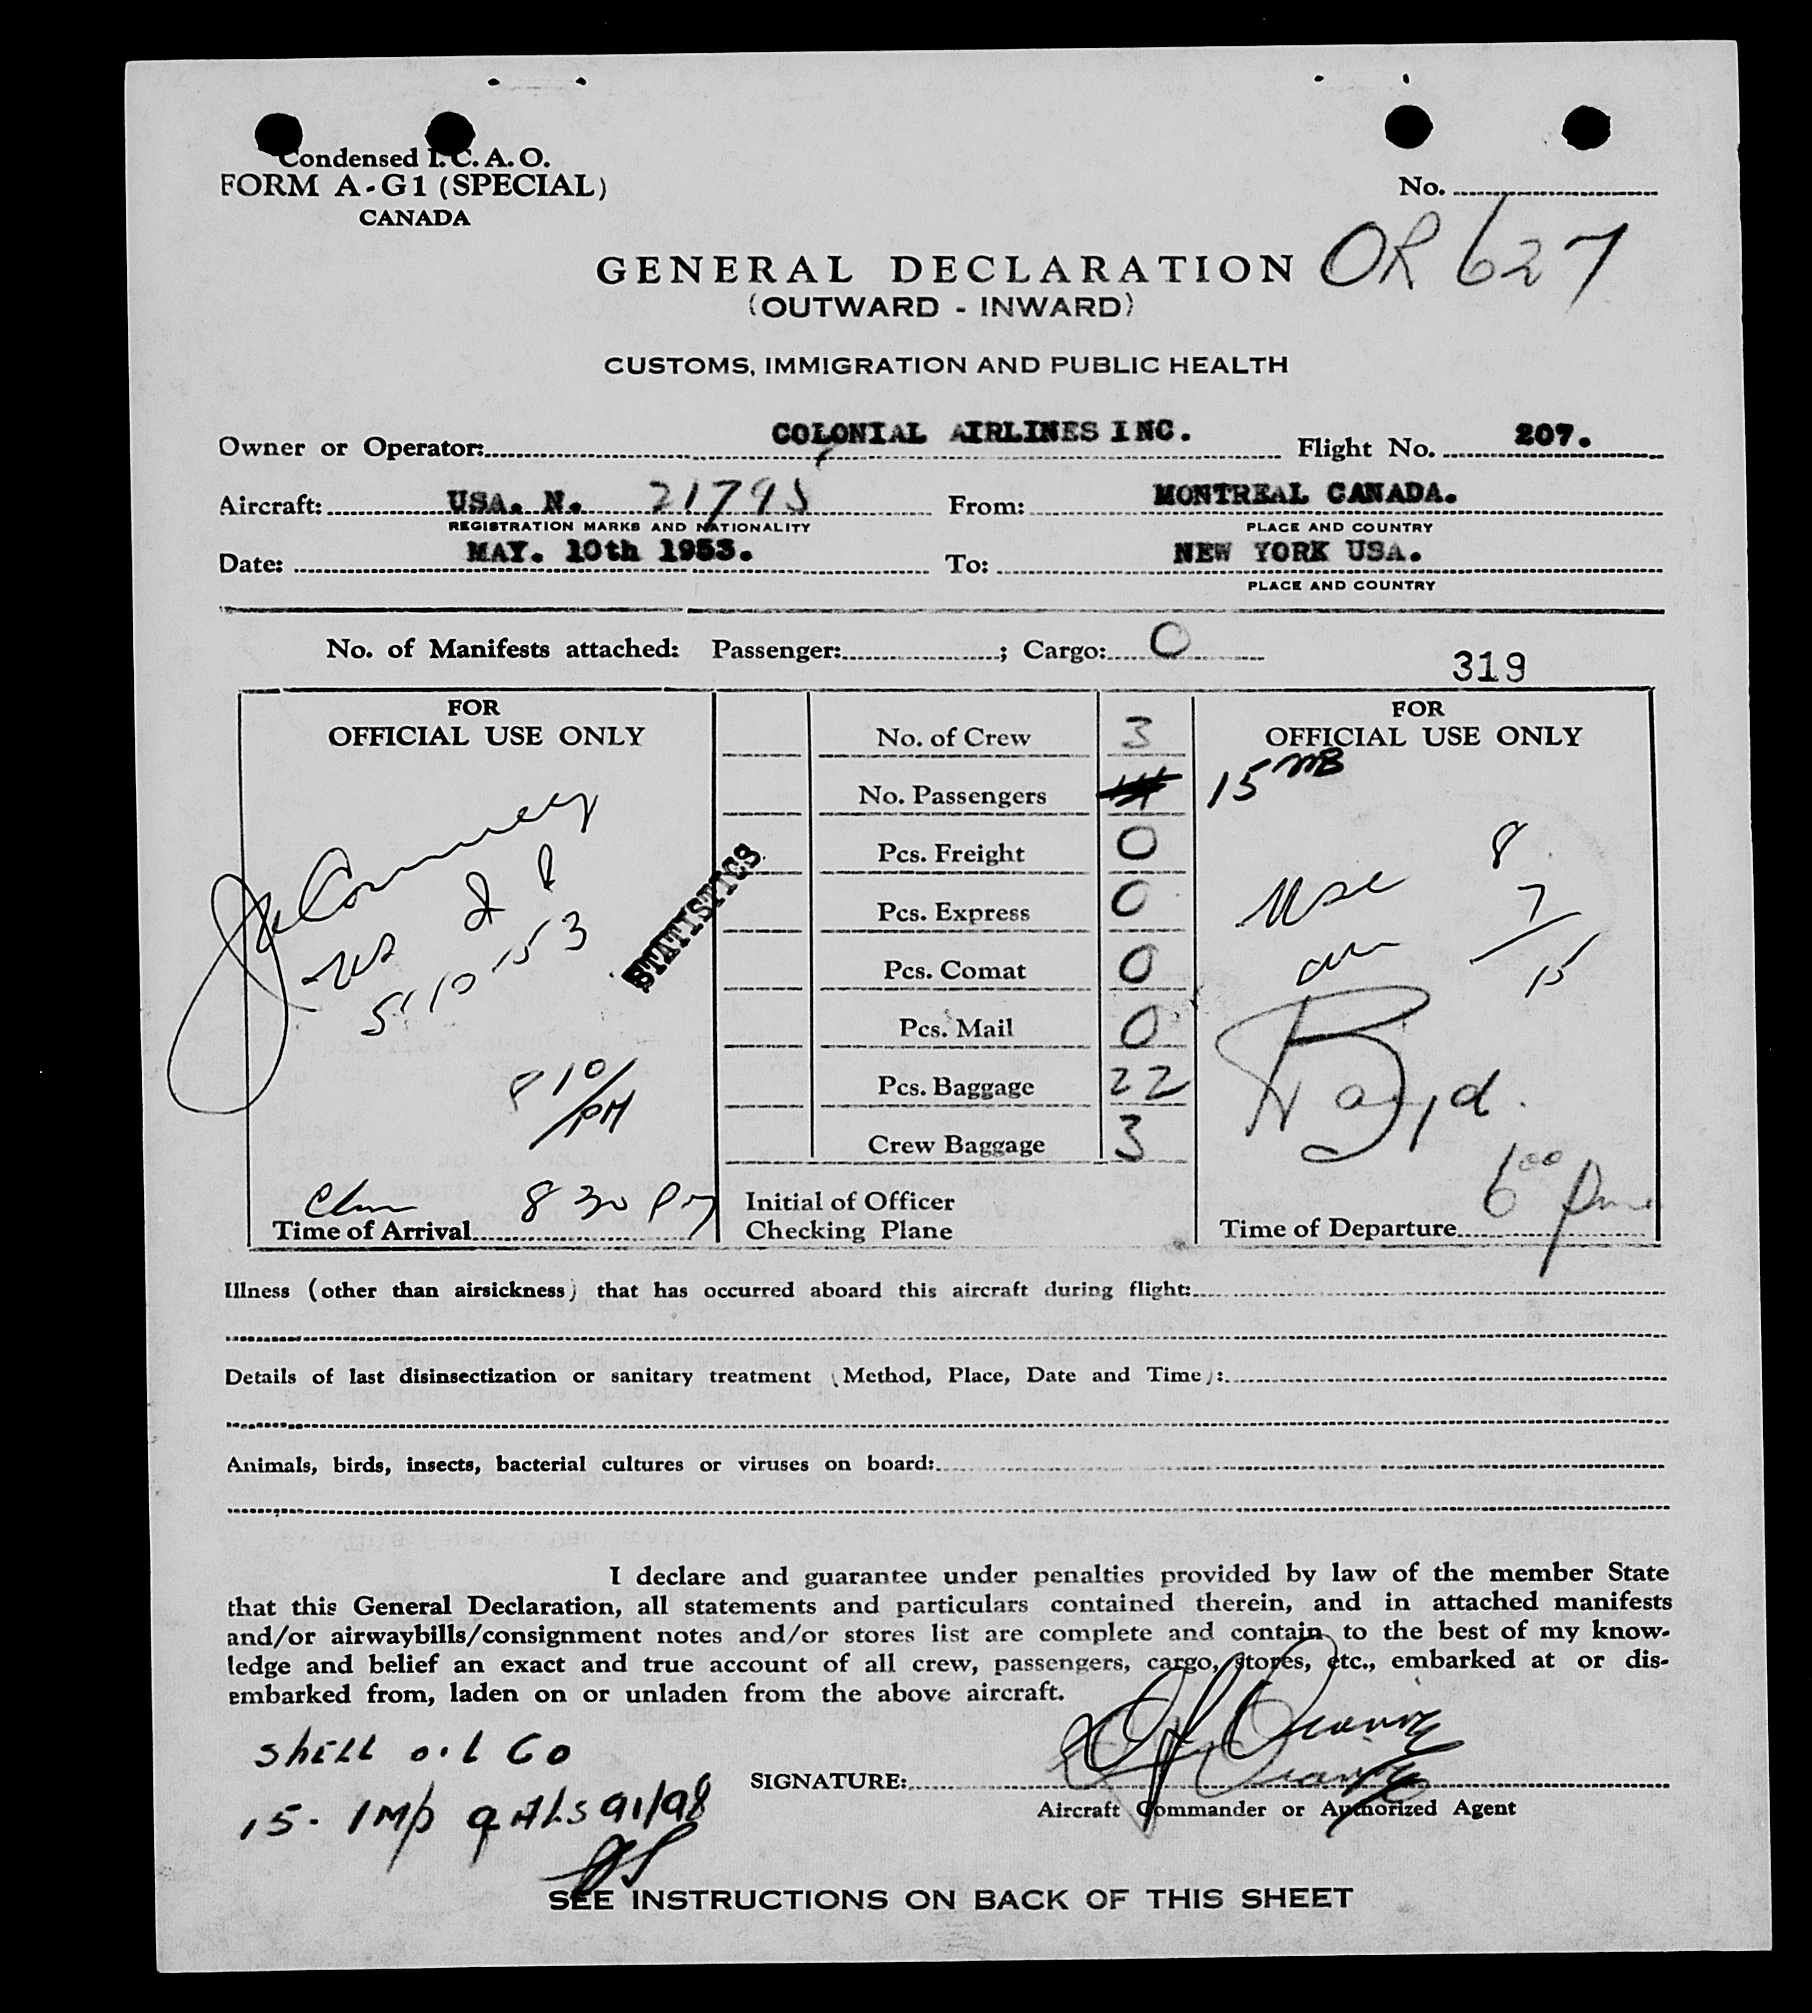 Condensed I. C. A. O.
FORM A-G1 (SPECIAL)
CANADA
No.
OR 627
GENERAL DECLARATION
(OUTWARD - INWARD)
CUSTOMS, IMMIGRATION AND PUBLIC HEALTH
Owner or Operator: COLONIAL AIRLINES INC. Flight No. 207.
Aircraft: USA. N. 21795 From: MONTREAL CANADA.
REGISTRATION MARKS AND NATIONALITY PLACE AND COUNTRY
Date: MAY. 10th 1953. To: NEW YORK USA.
PLACE AND COUNTRY
No. of Manifests attached: Passenger: ; Cargo: 0
319
FOR
OFFICIAL USE ONLY
5 10 53
8 10
PM
8 30 PM
Time of Arrival
STATISTICS
No. of Crew 3
No. Passengers
Pcs. Freight 0
Pcs. Express 0
Pcs. Comat 0
Pcs. Mail 0
Pcs. Baggage 22
Crew Baggage 3
Initial of Officer
Checking Plane
FOR
OFFICIAL USE ONLY
15
8
7
15
6 00 pm
Time of Departure
Illness (other than airsickness) that has occurred aboard this aircraft during flight:
Details of last disinsectization or sanitary treatment (Method, Place, Date and Time):
Animals, birds, insects, bacterial cultures or viruses on board:
I declare and guarantee under penalties provided by law of the member State
that this General Declaration, all statements and particulars contained therein, and in attached manifests
and/or airwaybills/consignment notes and/or stores list are complete and contain to the best of my know-
ledge and belief an exact and true account of all crew, passengers, cargo, stores, etc., embarked at or dis-
embarked from, laden on or unladen from the above aircraft.
Shell oil Co
15. IMP gals 91/98
SIGNATURE:
Aircraft Commander or Authorized Agent
SEE INSTRUCTIONS ON BACK OF THIS SHEET